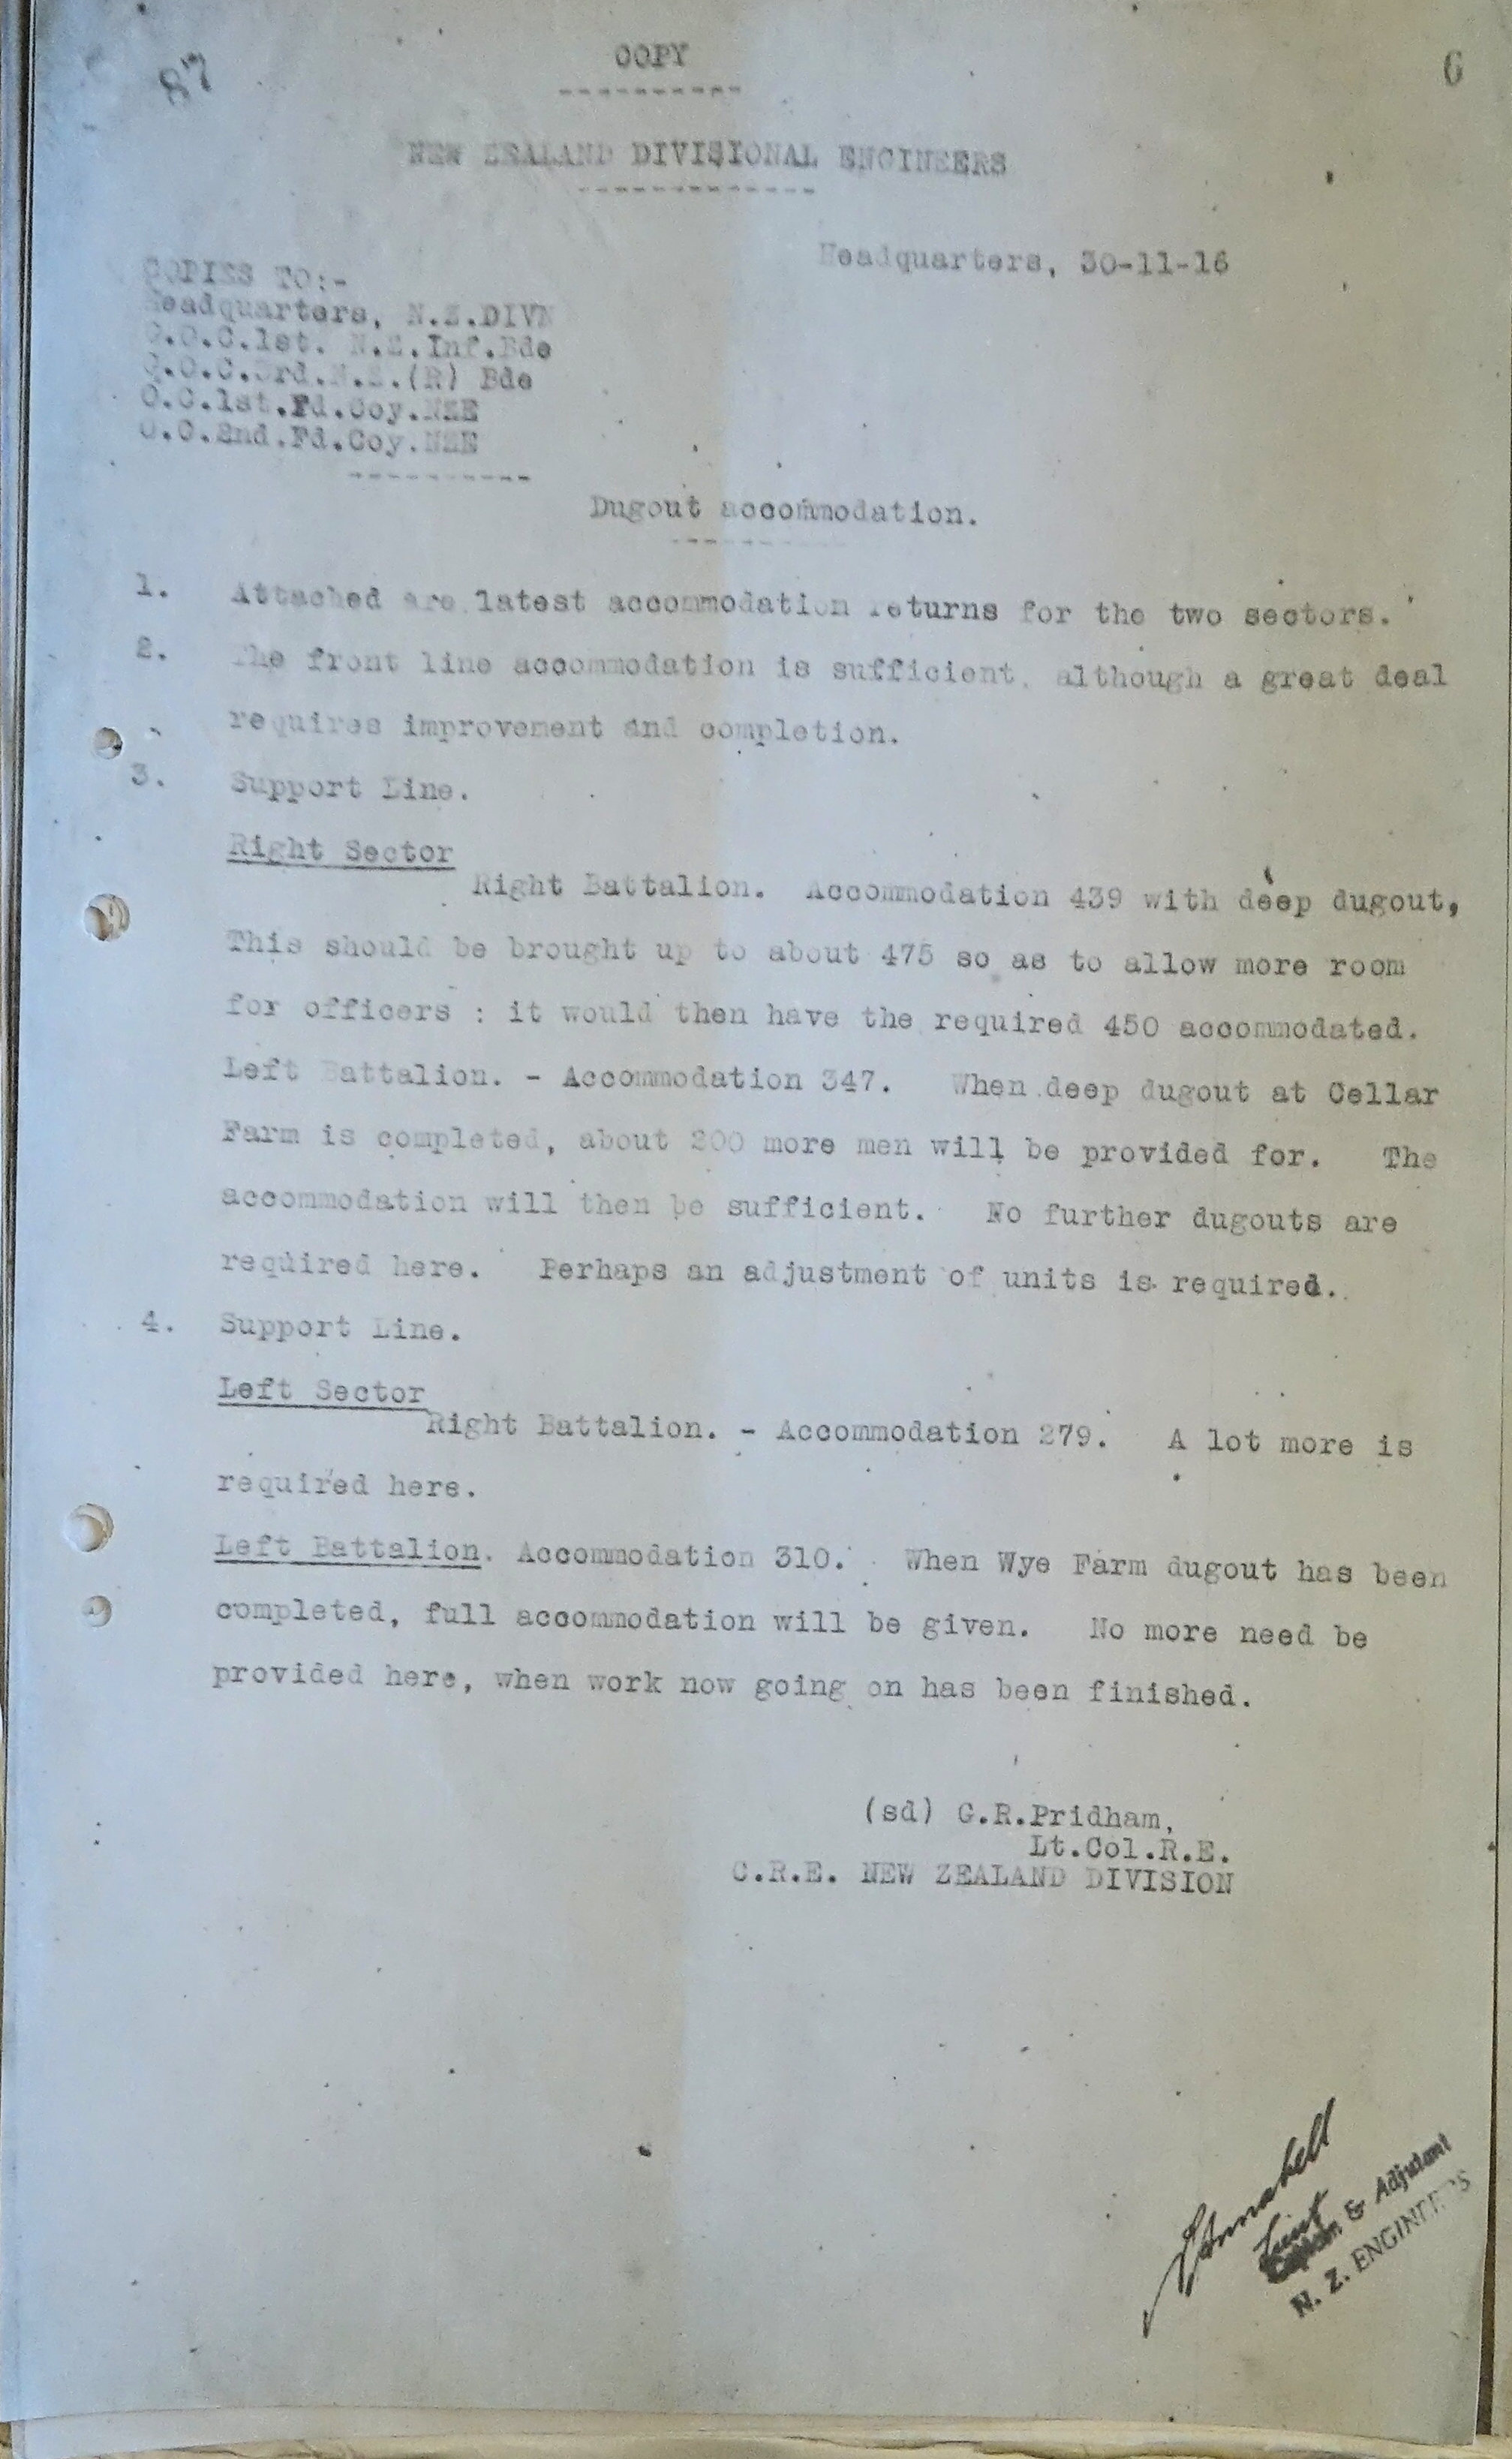 COPY
87
6
NEW ZEALAND DIVISIONAL ENGINEERS
Headquarters, 30-11-16
COPIES TO:-
Headquarters, N.Z.DIVN
G.O.C.1st. N.Z.Inf.Bde
G.O.C.3rd.N.Z.(R) Bde
O.C.1st.Fd.Coy.NZE
O.C.2nd.Fd.Coy.NZE
Dugout accommodation.
1. Attached are latest accommodation returns for the two sectors.
2. The front line accommodation is sufficient, although a great deal
requires improvement and completion.
3. Support Line.
Right Sector
Right Battalion. Accommodation 439 with deep dugout,
This should be brought up to about 475 so as to allow more room
for officers : it would then have the required 450 accommodated.
Left Battalion. - Accommodation 347. When deep dugout at Cellar
Farm is completed, about 200 more men will be provided for. The
accommodation will then be sufficient. No further dugouts are
required here. Perhaps an adjustment of units is required.
4. Support Line.
Left Sector
Right Battalion. - Accommodation 279. A lot more is
required here.
Left Battalion. Accommodation 310. When Wye Farm dugout has been
completed, full accommodation will be given. No more need be
provided here, when work now going on has been finished.
(sd) G.R.Pridham,
Lt.Col.R.E.
C.R.E. NEW ZEALAND DIVISION
Lieut
& Adjutant
N. Z. ENGINEERS